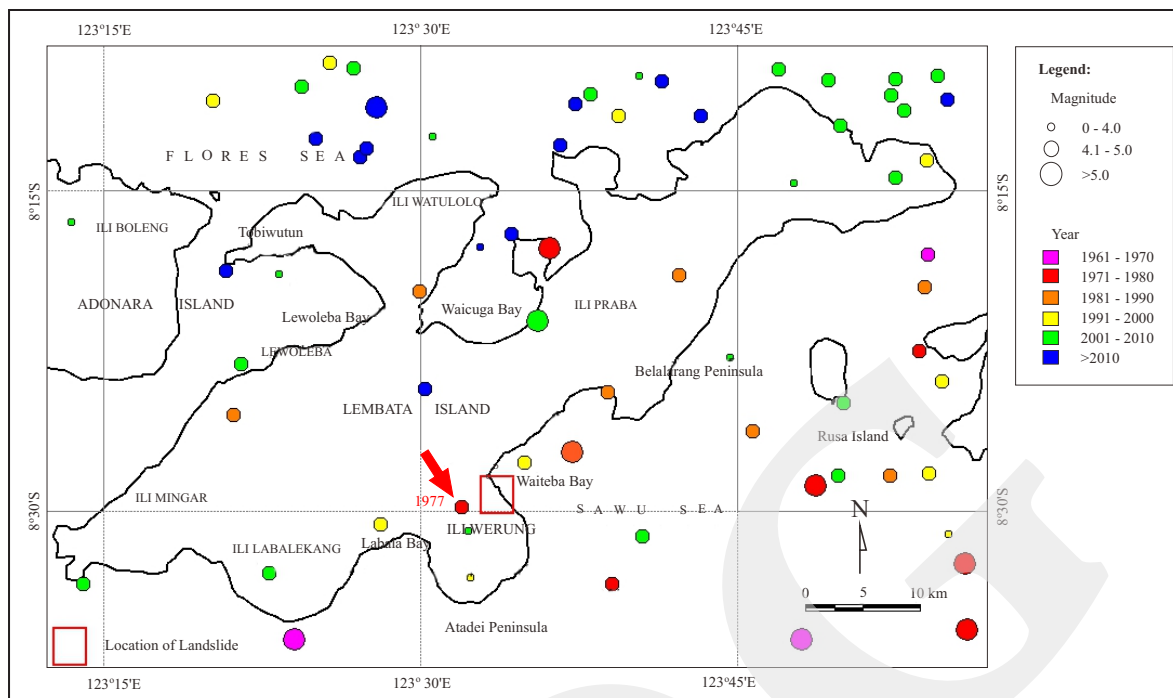 123°15'E 123° 30'E 123°45'E
Legend:
Magnitude
0 - 4.0
4.1 - 5.0
>5.0
FLORES SEA
8°15'S
8°15'S
ILI WATULOLO
ILI BOLENG
Tobiwutun
Year
1961 - 1970
1971 - 1980
1981 - 1990
1991 - 2000
2001 - 2010
>2010
ADONARA ISLAND
Waicuga Bay
ILI PRABA
Lewoleba Bay
LEWOLEBA
Belalarang Peninsula
LEMBATA ISLAND
Rusa Island
Waiteba Bay
ILI MINGAR
1977
8°30'S
8°30'S
SAWU SEA
N
ILI WERUNG
Labala Bay
ILI LABALEKANG
0 5 10 km
Atadei Peninsula
Location of Landslide
123°15'E 123° 30'E 123°45'E
G